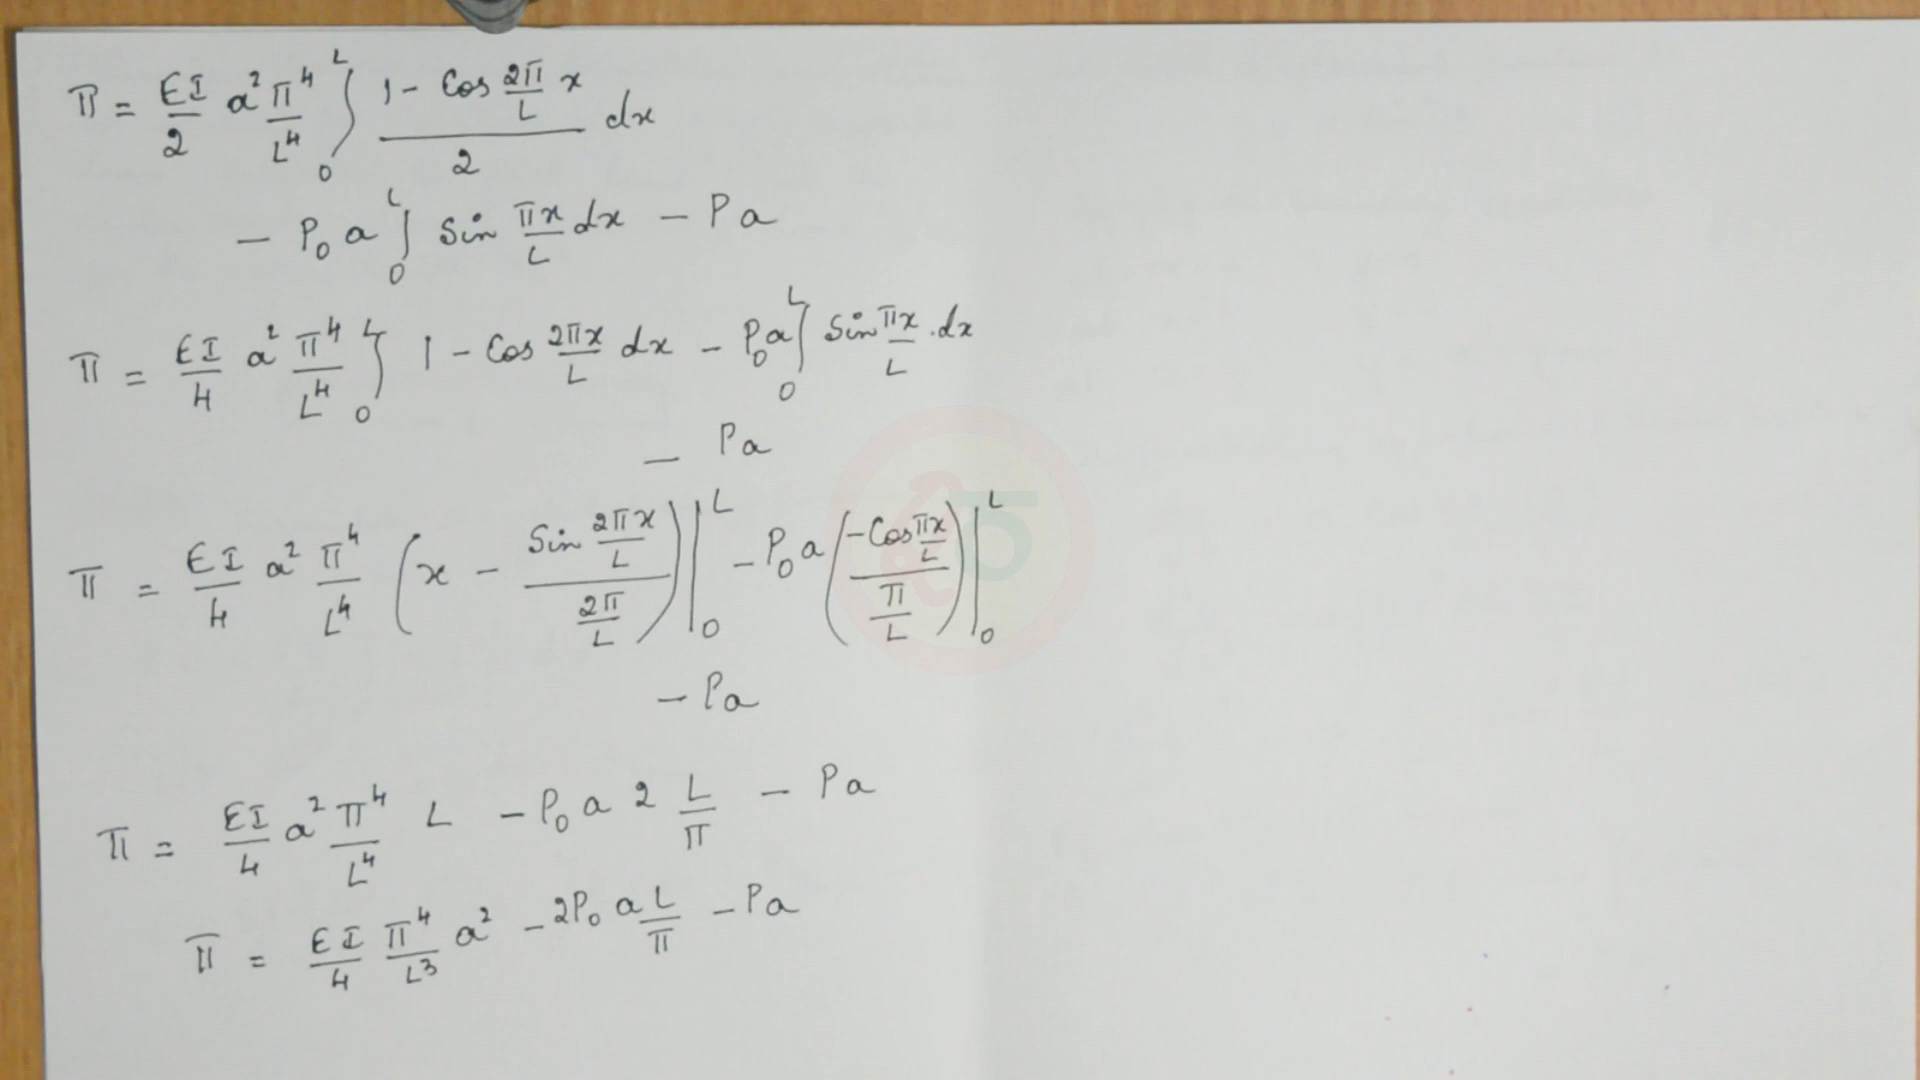 π = EI/2 a² π⁴/L⁴ ∫₀ᴸ (1 - Cos 2π/L x)/2 dx
- P₀ a ∫₀ᴸ Sin πx/L dx - Pa
π = EI/4 a² π⁴/L⁴ ∫₀ᴸ 1 - Cos 2πx/L dx - P₀a ∫₀ᴸ Sin πx/L . dx
- Pa
π = EI/4 a² π⁴/L⁴ (x - (Sin 2πx/L)/(2π/L))|₀ᴸ - P₀ a ((-Cos πx/L)/(π/L))|₀ᴸ
- Pa
π = EI/4 a² π⁴/L⁴ L - P₀ a 2 L/π - Pa
π = EI/4 π⁴/L³ a² - 2P₀ a L/π - Pa